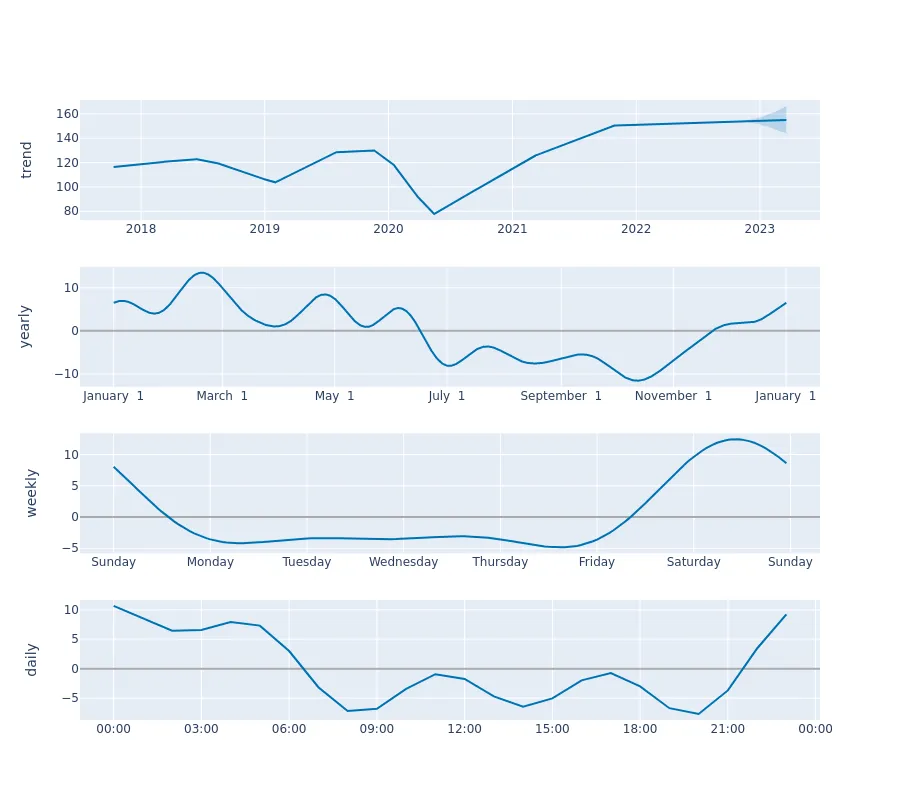 trend
160
140
120
100
80
2018 2019 2020 2021 2022 2023
yearly
10
0
−10
January 1 March 1 May 1 July 1 September 1 November 1 January 1
weekly
10
5
0
−5
Sunday Monday Tuesday Wednesday Thursday Friday Saturday Sunday
daily
10
5
0
−5
00:00 03:00 06:00 09:00 12:00 15:00 18:00 21:00 00:00